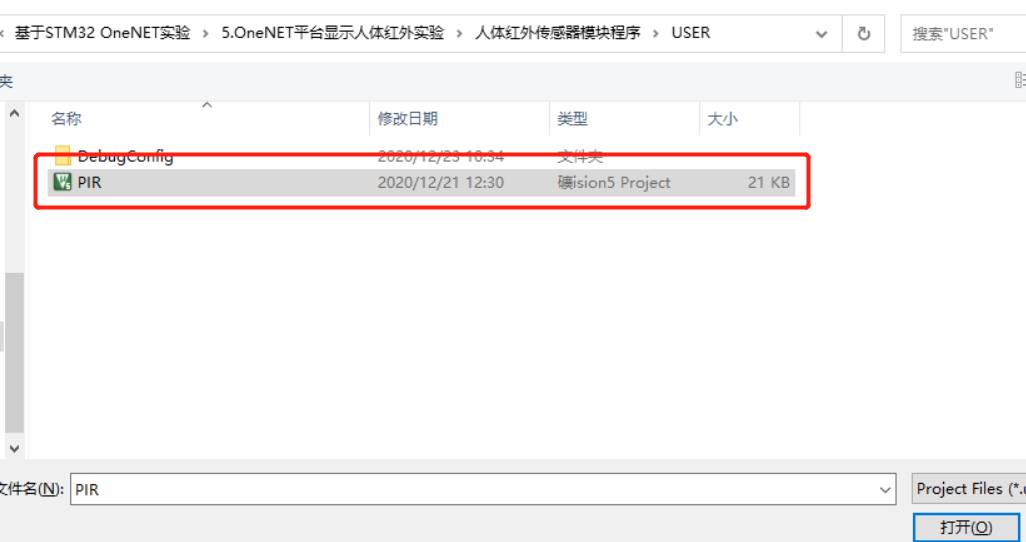 « 基于STM32 OneNET实验 › 5.OneNET平台显示人体红外实验 › 人体红外传感器模块程序 › USER 搜索"USER"
夹
名称 修改日期 类型 大小
DebugConfig 2020/12/23 10:34 文件夹
PIR 2020/12/21 12:30 礦ision5 Project 21 KB
文件名(N): PIR Project Files (*.u
打开(O)